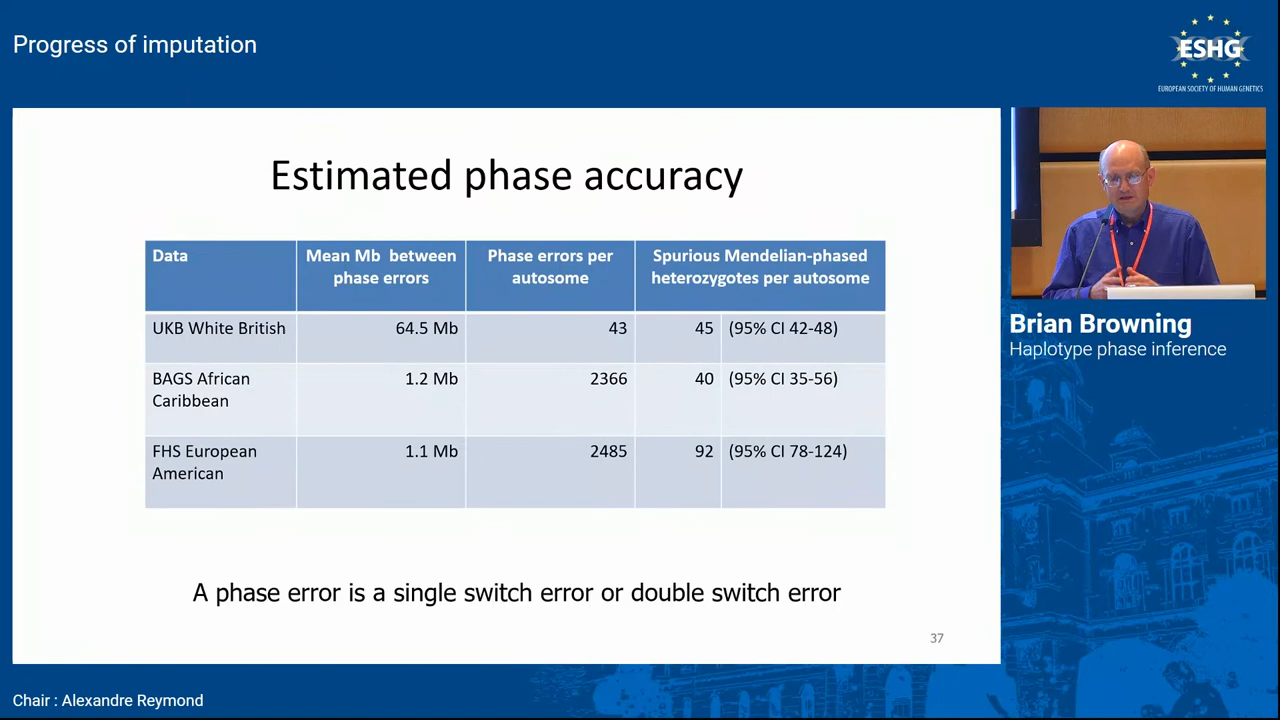 Progress of imputation
ESHG
EUROPEAN SOCIETY OF HUMAN GENETICS
Estimated phase accuracy
Data
Mean Mb between
phase errors
Phase errors per
autosome
Spurious Mendelian-phased
heterozygotes per autosome
UKB White British
64.5 Mb
43
45
(95% CI 42-48)
BAGS African
Caribbean
1.2 Mb
2366
40
(95% CI 35-56)
FHS European
American
1.1 Mb
2485
92
(95% CI 78-124)
A phase error is a single switch error or double switch error
37
Brian Browning
Haplotype phase inference
Chair : Alexandre Reymond